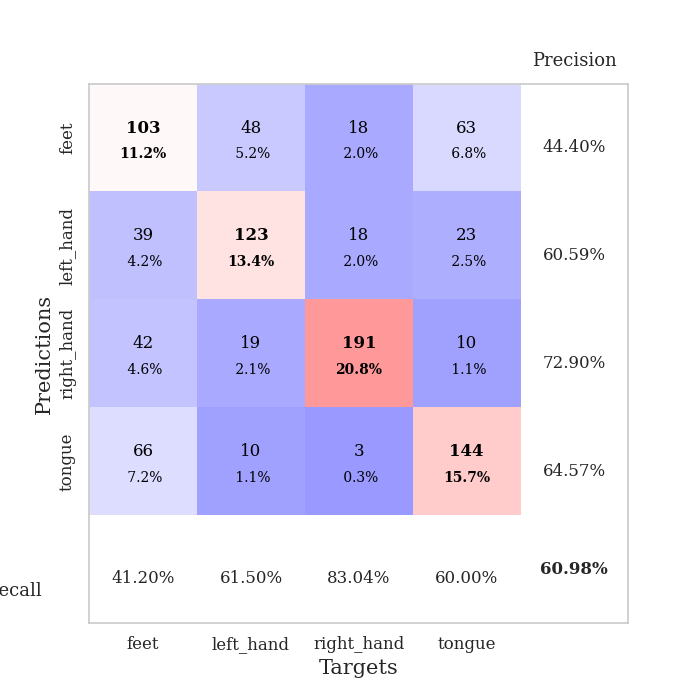 Precision
feet 103 48 18 63 44.40%
11.2% 5.2% 2.0% 6.8%
left_hand 39 123 18 23 60.59%
4.2% 13.4% 2.0% 2.5%
right_hand 42 19 191 10 72.90%
4.6% 2.1% 20.8% 1.1%
tongue 66 10 3 144 64.57%
7.2% 1.1% 0.3% 15.7%
Predictions
ecall 41.20% 61.50% 83.04% 60.00% 60.98%
feet left_hand right_hand tongue
Targets